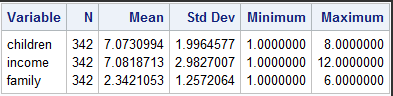 Variable N Mean Std Dev Minimum Maximum
children 342 7.0730994 1.9964577 1.0000000 8.0000000
income 342 7.0818713 2.9827007 1.0000000 12.0000000
family 342 2.3421053 1.2572064 1.0000000 6.0000000